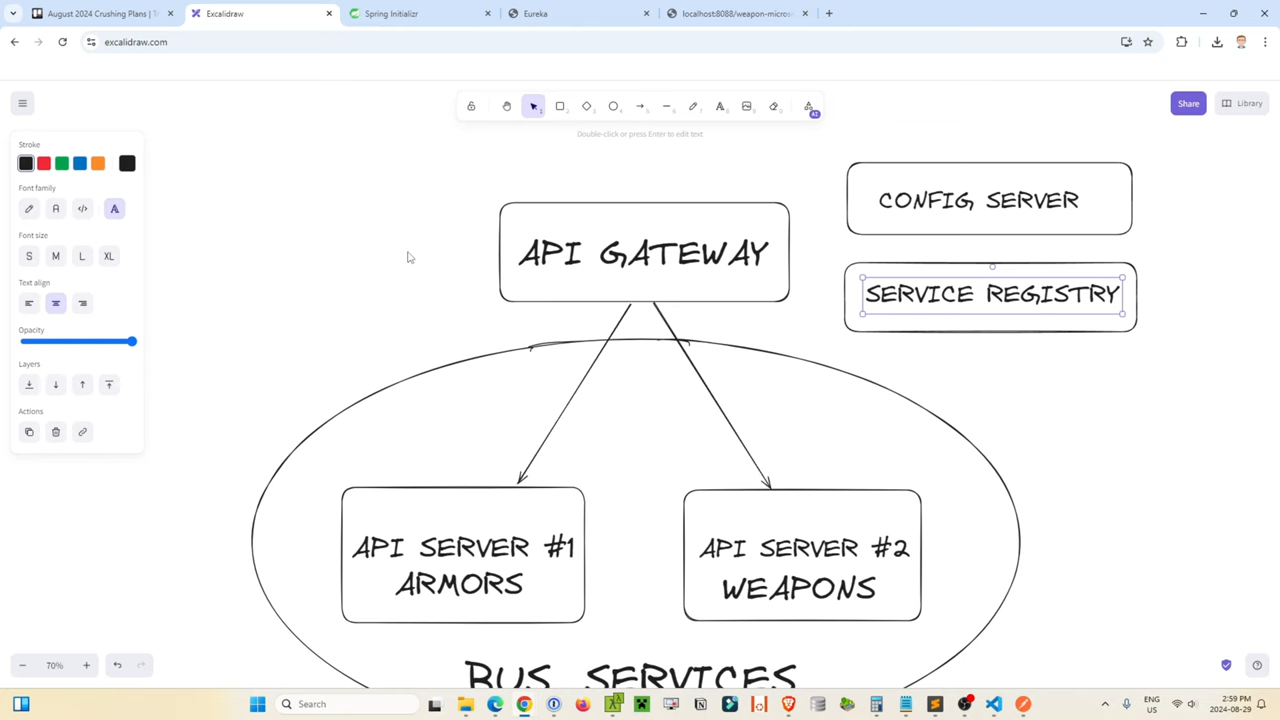 August 2024 Crushing Plans | T
Excalidraw
Spring Initializr
Eureka
localhost:8089/weapon-micros
excalidraw.com
Share
Library
Double-click or press Enter to edit text
Stroke
Font family
Font size
S M L XL
Text align
Opacity
Layers
Actions
CONFIG SERVER
API GATEWAY
SERVICE REGISTRY
API SERVER #1
ARMORS
API SERVER #2
WEAPONS
BUS SERVICES
70%
Search
ENG
US
2:59 PM
2024-08-29